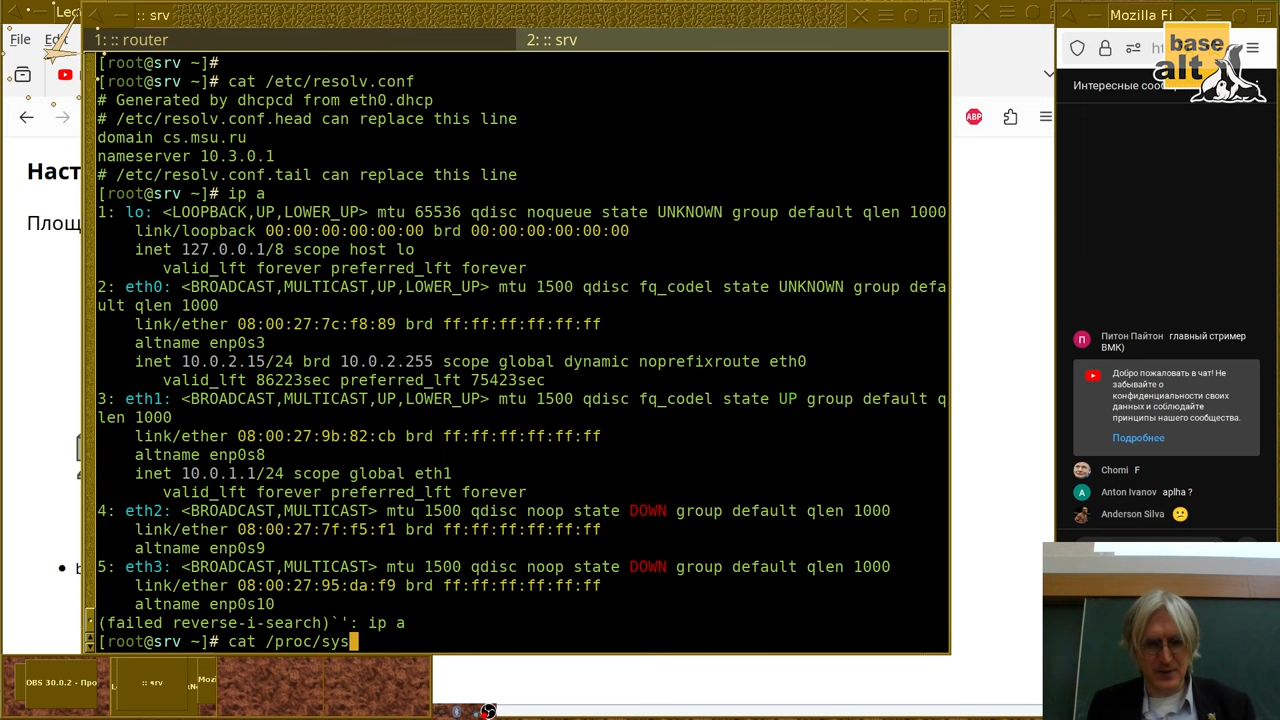 :: srv
Mozilla Fi
1: :: router
2: :: srv
File
[root@srv ~]#
[root@srv ~]# cat /etc/resolv.conf
# Generated by dhcpcd from eth0.dhcp
# /etc/resolv.conf.head can replace this line
domain cs.msu.ru
nameserver 10.3.0.1
# /etc/resolv.conf.tail can replace this line
[root@srv ~]# ip a
1: lo: <LOOPBACK,UP,LOWER_UP> mtu 65536 qdisc noqueue state UNKNOWN group default qlen 1000
link/loopback 00:00:00:00:00:00 brd 00:00:00:00:00:00
inet 127.0.0.1/8 scope host lo
valid_lft forever preferred_lft forever
2: eth0: <BROADCAST,MULTICAST,UP,LOWER_UP> mtu 1500 qdisc fq_codel state UNKNOWN group defa
ult qlen 1000
link/ether 08:00:27:7c:f8:89 brd ff:ff:ff:ff:ff:ff
altname enp0s3
inet 10.0.2.15/24 brd 10.0.2.255 scope global dynamic noprefixroute eth0
valid_lft 86223sec preferred_lft 75423sec
3: eth1: <BROADCAST,MULTICAST,UP,LOWER_UP> mtu 1500 qdisc fq_codel state UP group default q
len 1000
link/ether 08:00:27:9b:82:cb brd ff:ff:ff:ff:ff:ff
altname enp0s8
inet 10.0.1.1/24 scope global eth1
valid_lft forever preferred_lft forever
4: eth2: <BROADCAST,MULTICAST> mtu 1500 qdisc noop state DOWN group default qlen 1000
link/ether 08:00:27:7f:f5:f1 brd ff:ff:ff:ff:ff:ff
altname enp0s9
5: eth3: <BROADCAST,MULTICAST> mtu 1500 qdisc noop state DOWN group default qlen 1000
link/ether 08:00:27:95:da:f9 brd ff:ff:ff:ff:ff:ff
altname enp0s10
(failed reverse-i-search)`': ip a
[root@srv ~]# cat /proc/sys
Наст
Площ
ABP
base
alt
Интересные соо
Питон Пайтон главный стример
ВМК)
Добро пожаловать в чат! Не
забывайте о
конфиденциальности своих
данных и соблюдайте
принципы нашего сообщества.
Подробнее
Chomi F
Anton Ivanov aplha ?
Anderson Silva
OBS 30.0.2 - Про
:: srv
Mozi